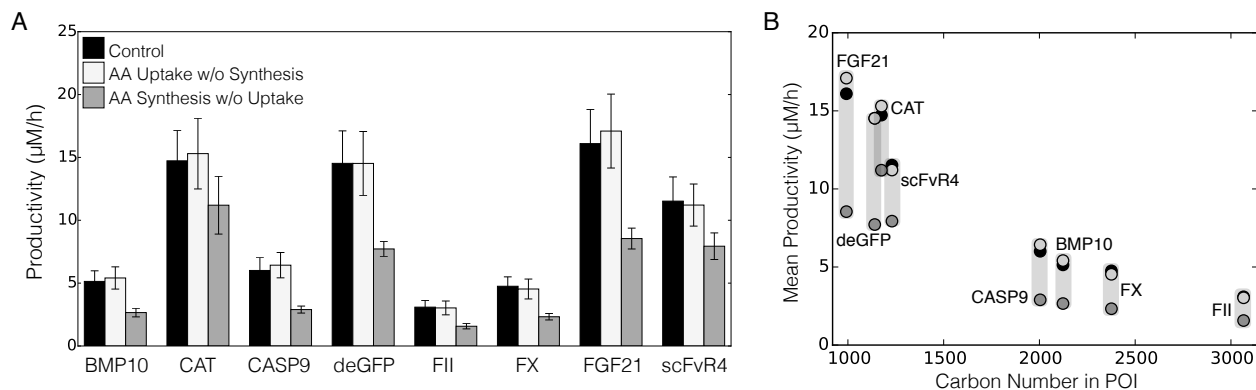 A
Productivity (μM/h)
25
20
15
10
5
0
Control
AA Uptake w/o Synthesis
AA Synthesis w/o Uptake
BMP10 CAT CASP9 deGFP FII FX FGF21 scFvR4
B
Mean Productivity (μM/h)
20
15
10
5
0
FGF21
CAT
scFvR4
deGFP
BMP10
CASP9
FX
FII
1000 1500 2000 2500 3000
Carbon Number in POI